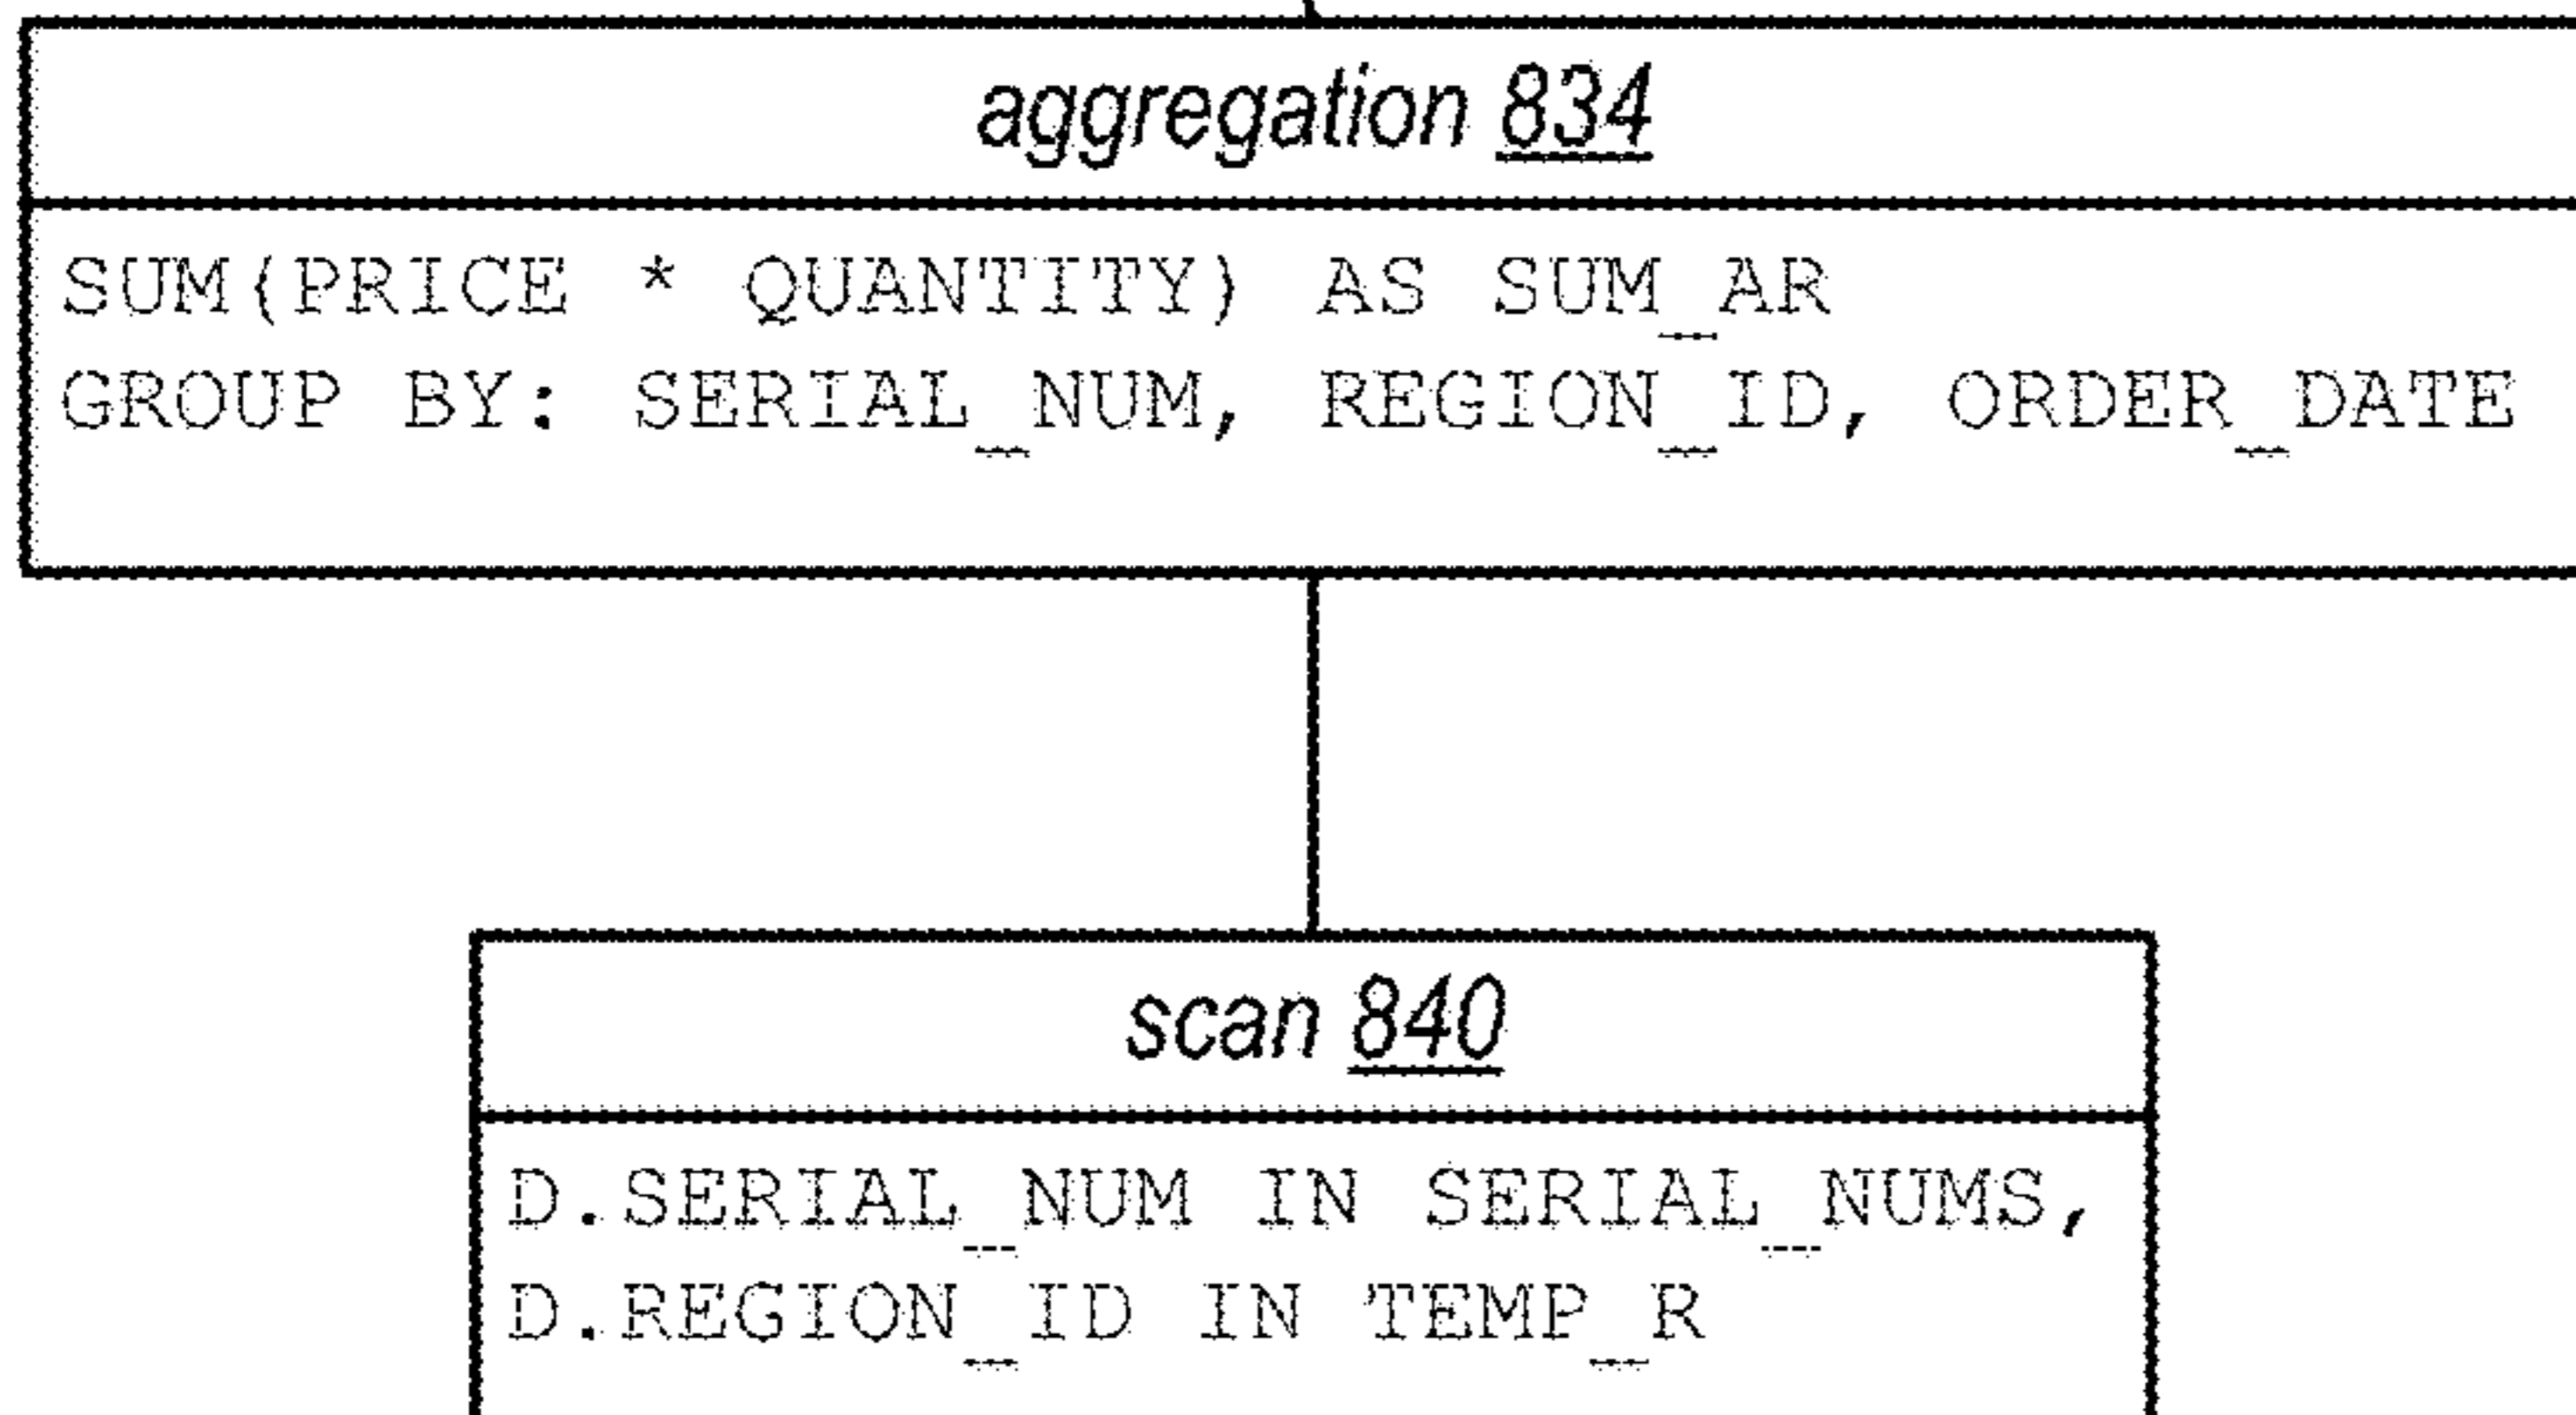 aggregation 834
SUM(PRICE * QUANTITY) AS SUM_AR
GROUP BY: SERIAL_NUM, REGION_ID, ORDER_DATE
scan 840
D.SERIAL_NUM IN SERIAL_NUMS,
D.REGION_ID IN TEMP_R